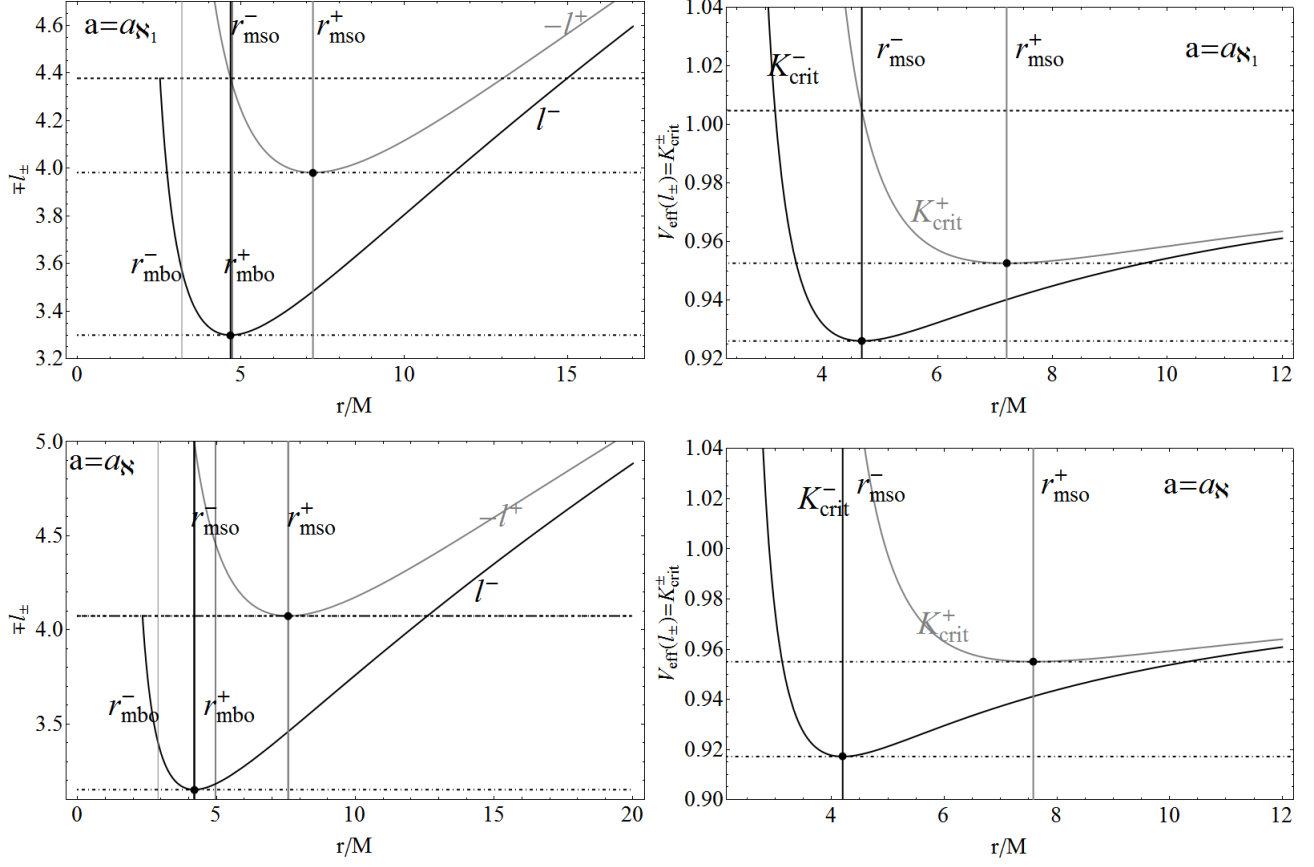 a=a_ℵ₁ r⁻_mso r⁺_mso −l⁺
4.6
4.4
4.2
4.0
3.8
3.6
3.4
3.2
l⁻
r⁻_mbo r⁺_mbo
∓l_±
0 5 10 15
r/M
K⁻_crit r⁻_mso r⁺_mso a=a_ℵ₁
1.04
1.02
1.00
0.98
0.96
0.94
0.92
K⁺_crit
V_eff(l_±)=K^±_crit
4 6 8 10 12
r/M
a=a_ℵ
5.0
4.5
4.0
3.5
r⁻_mso r⁺_mso −l⁺
l⁻
r⁻_mbo r⁺_mbo
∓l_±
0 5 10 15 20
r/M
K⁻_crit r⁻_mso r⁺_mso a=a_ℵ
1.04
1.02
1.00
0.98
0.96
0.94
0.92
0.90
K⁺_crit
V_eff(l_±)=K^±_crit
4 6 8 10 12
r/M